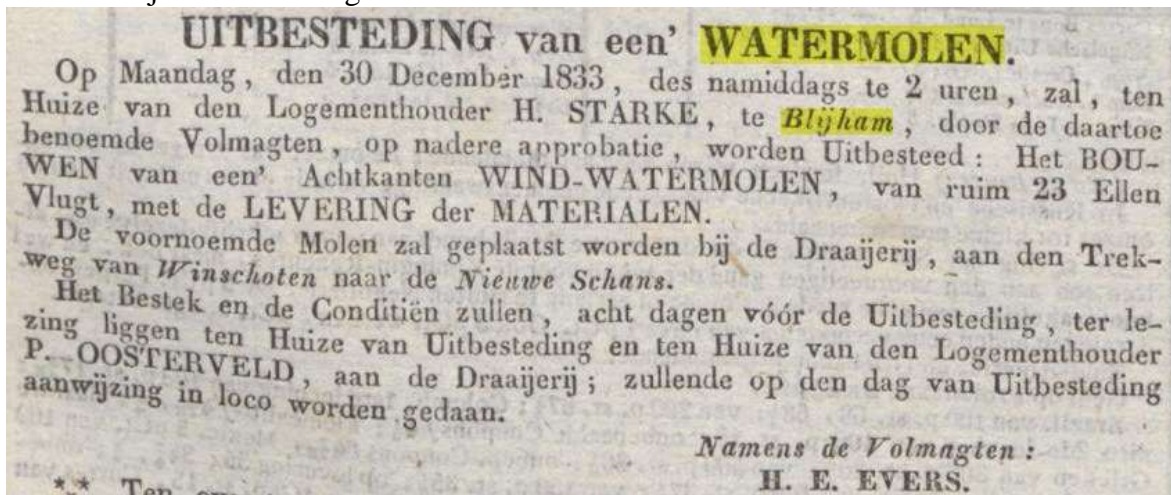 UITBESTEDING van een' WATERMOLEN.
Op Maandag, den 30 December 1833, des namiddags te 2 uren, zal, ten
Huize van den Logementhouder H. STARKE, te Blijham, door de daartoe
benoemde Volmagten, op nadere approbatie, worden Uitbesteed: Het BOU-
WEN van een' Achtkanten WIND-WATERMOLEN, van ruim 23 Ellen
Vlugt, met de LEVERING der MATERIALEN.
De voornoemde Molen zal geplaatst worden bij de Draaijerij, aan den Trek-
weg van Winschoten naar de Nieuwe Schans.
Het Bestek en de Conditiën zullen, acht dagen vóór de Uitbesteding, ter le-
zing liggen ten Huize van Uitbesteding en ten Huize van den Logementhouder
P. OOSTERVELD, aan de Draaijerij; zullende op den dag van Uitbesteding
aanwijzing in loco worden gedaan.
Namens de Volmagten:
H. E. EVERS.